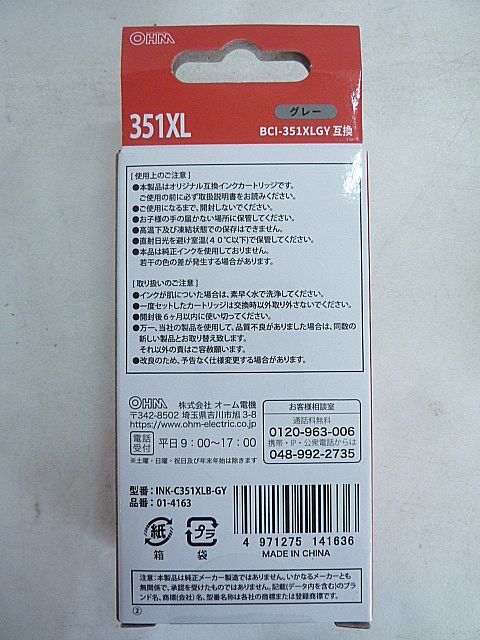 OHM
351XL
グレー
BCI-351XLGY 互換
[ 使用上のご注意 ]
●本製品はオリジナル互換インクカートリッジです。
ご使用の前に必ず取扱説明書をお読みください。
●ご使用になるまで、開封しないでください。
●お子様の手の届かない場所に保管してください。
●高温下及び凍結状態での保存はできません。
●直射日光を避け室温(40℃以下)で保管してください。
●本品は純正インクを使用しておりません。
若干の色の差が発生する場合があります。
[ 取り扱いのご注意 ]
●インクが肌についた場合は、素早く水で洗浄してください。
●一度セットしたカートリッジは交換時以外取り外さないでください。
●開封後6ヶ月以内に使い切ってください。
●万一、当社の製品を使用して、品質不良がありました場合は、同数の
新しい製品とお取り替え致します。
それ以外の責はご容赦願います。
●改良のため、予告なく仕様変更する場合があります。
OHM 株式会社 オーム電機
〒342-8502 埼玉県吉川市旭3-8
https://www.ohm-electric.co.jp
電話受付 平日9:00〜17:00
※土曜・日曜・祝日及び年末年始は除きます
お客様相談室
通話料無料
0120-963-006
携帯・IP・公衆電話からは
048-992-2735
型番:INK-C351XLB-GY
品番:01-4163
紙
箱
プラ
袋
4 971275 141636
MADE IN CHINA
注意:本製品は純正メーカー製造ではありません。いかなるメーカーとも
無関係で、承認を受けたものではありません。記載(データ内を含む)のブラ
ンド名、商標(会社)名、型番名称は各社の商標または登録商標です。
②